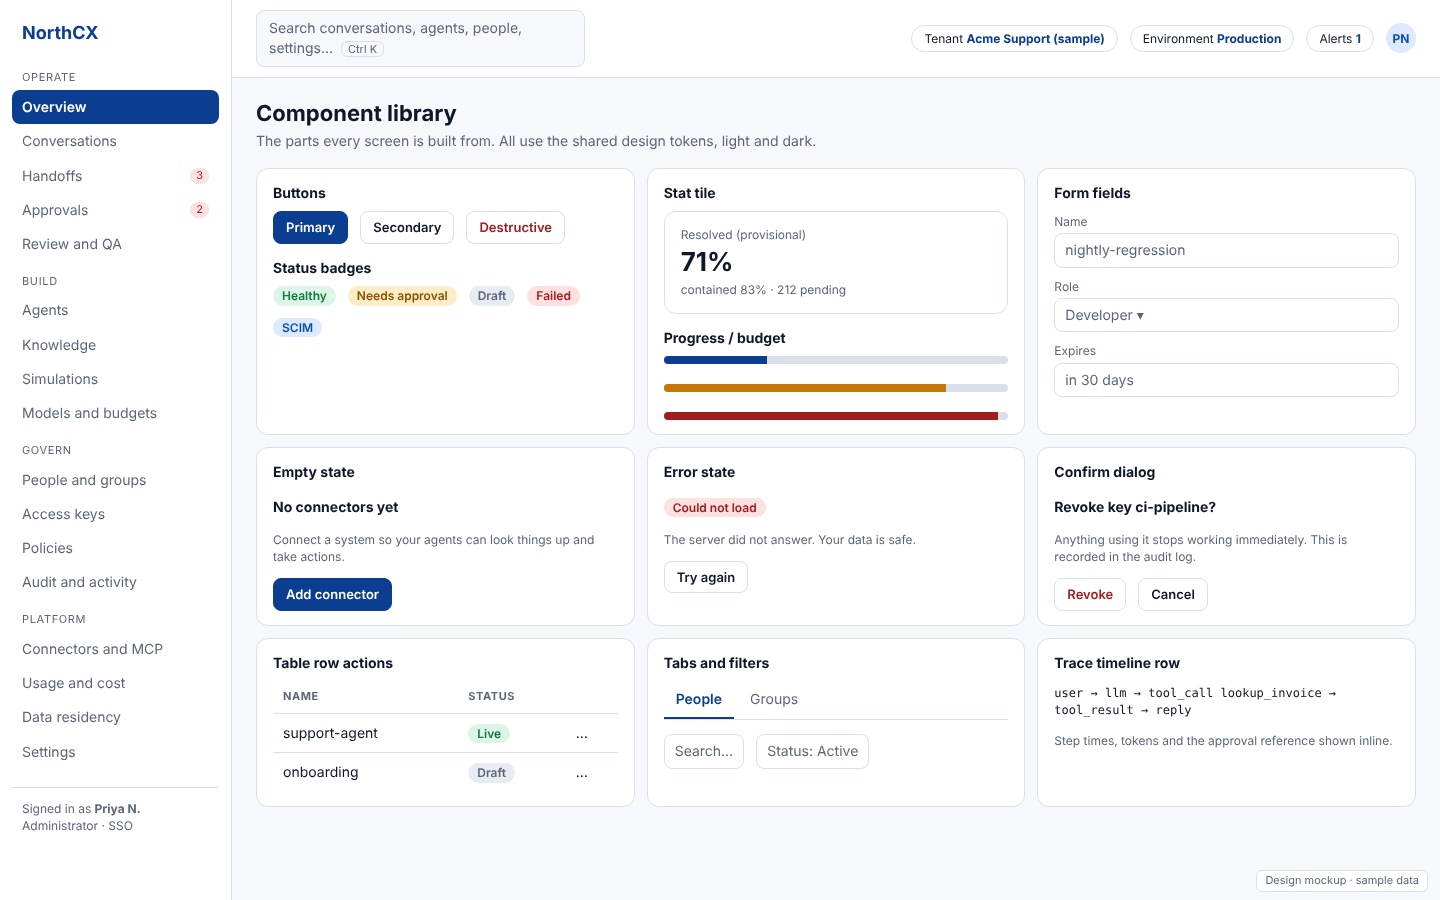 NorthCX
OPERATE
Overview
Conversations
Handoffs 3
Approvals 2
Review and QA
BUILD
Agents
Knowledge
Simulations
Models and budgets
GOVERN
People and groups
Access keys
Policies
Audit and activity
PLATFORM
Connectors and MCP
Usage and cost
Data residency
Settings
Signed in as Priya N.
Administrator · SSO
Search conversations, agents, people,
settings... Ctrl K
Tenant Acme Support (sample)
Environment Production
Alerts 1
PN
Component library
The parts every screen is built from. All use the shared design tokens, light and dark.
Buttons
Primary Secondary Destructive
Status badges
Healthy Needs approval Draft Failed
SCIM
Stat tile
Resolved (provisional)
71%
contained 83% · 212 pending
Progress / budget
Form fields
Name
nightly-regression
Role
Developer ▾
Expires
in 30 days
Empty state
No connectors yet
Connect a system so your agents can look things up and
take actions.
Add connector
Error state
Could not load
The server did not answer. Your data is safe.
Try again
Confirm dialog
Revoke key ci-pipeline?
Anything using it stops working immediately. This is
recorded in the audit log.
Revoke Cancel
Table row actions
NAME STATUS
support-agent Live ...
onboarding Draft ...
Tabs and filters
People Groups
Search... Status: Active
Trace timeline row
user → llm → tool_call lookup_invoice →
tool_result → reply
Step times, tokens and the approval reference shown inline.
Design mockup · sample data